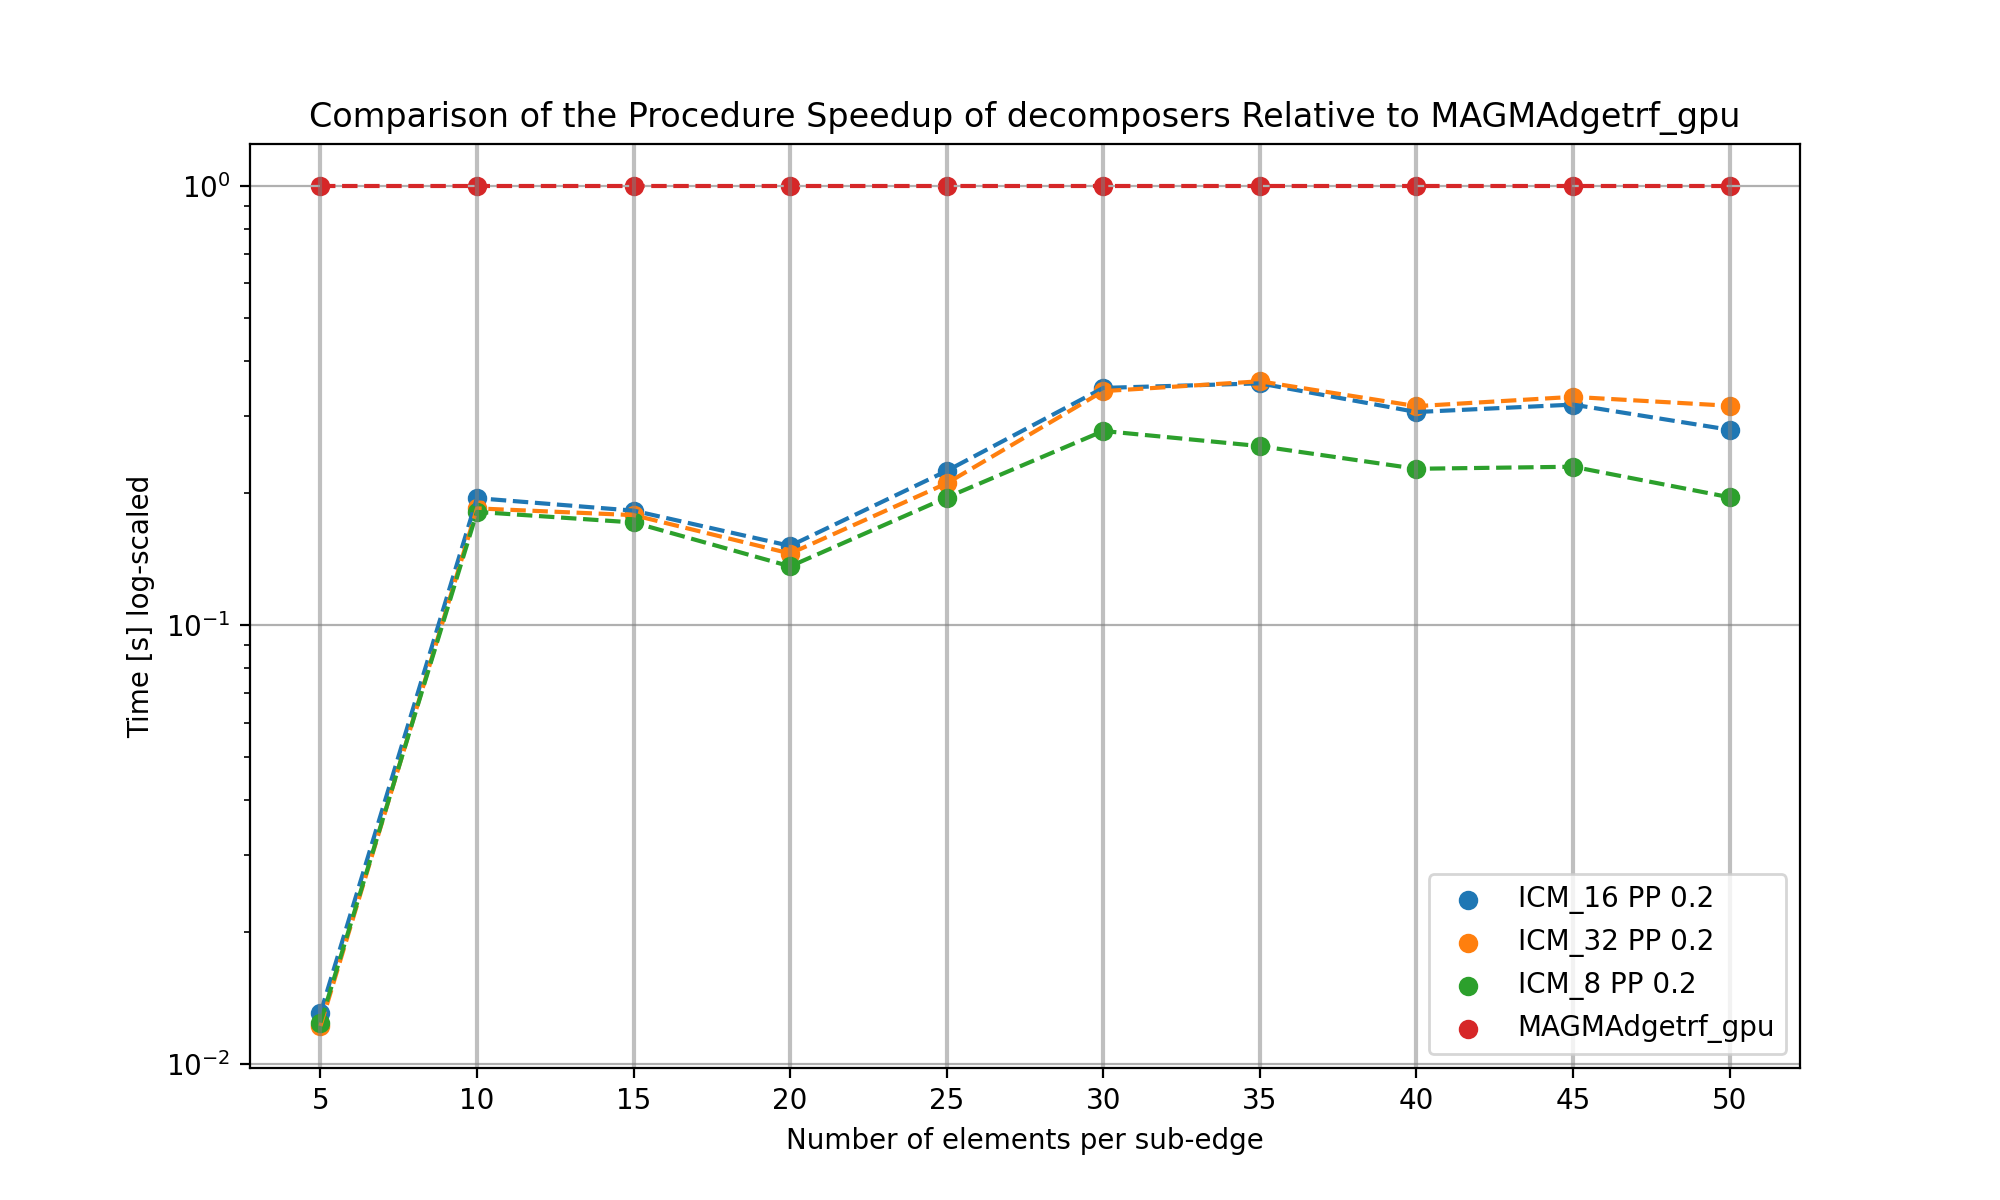 Comparison of the Procedure Speedup of decomposers Relative to MAGMAdgetrf_gpu
10⁰
10⁻¹
10⁻²
Time [s] log-scaled
5 10 15 20 25 30 35 40 45 50
Number of elements per sub-edge
ICM_16 PP 0.2
ICM_32 PP 0.2
ICM_8 PP 0.2
MAGMAdgetrf_gpu